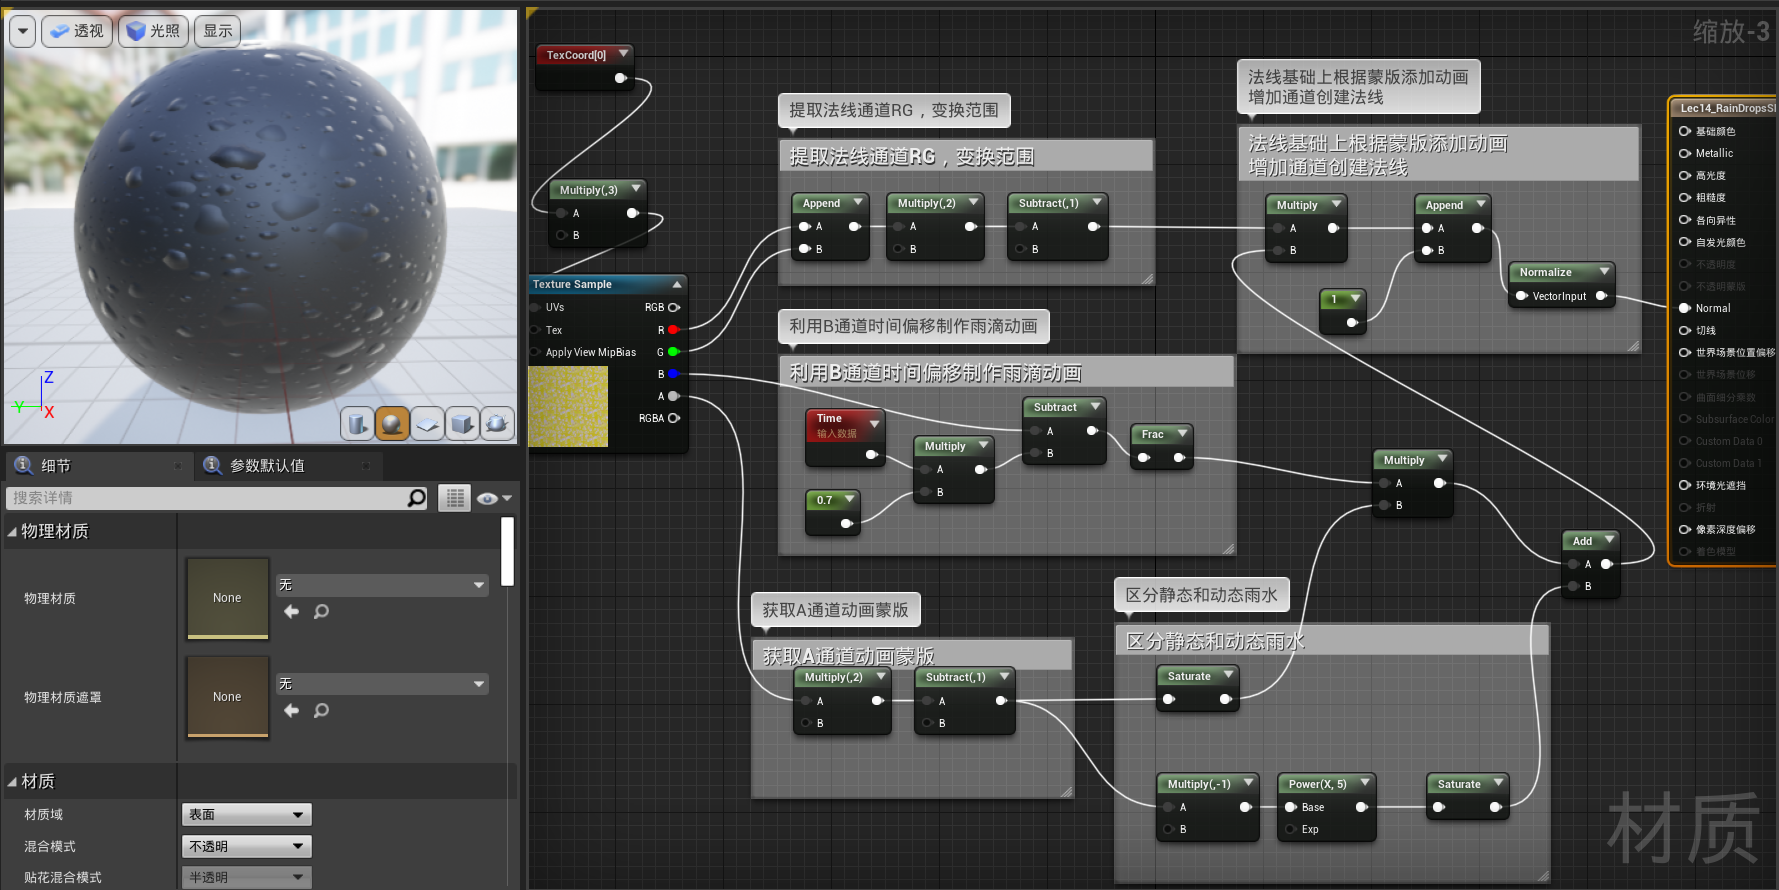 透视
光照
显示
Z
Y
X
细节
参数默认值
搜索详情
物理材质
物理材质
None
无
物理材质遮罩
None
无
材质
材质域
表面
混合模式
不透明
贴花混合模式
半透明
缩放-3
TexCoord[0]
Multiply(,3)
A
B
Texture Sample
UVs
RGB
Tex
R
Apply View MipBias
G
B
A
RGBA
提取法线通道RG，变换范围
提取法线通道RG，变换范围
Append
A
B
Multiply(,2)
A
B
Subtract(,1)
A
B
利用B通道时间偏移制作雨滴动画
利用B通道时间偏移制作雨滴动画
Time
输入数据
0.7
Multiply
A
B
Subtract
A
B
Frac
获取A通道动画蒙版
获取A通道动画蒙版
Multiply(,2)
A
B
Subtract(,1)
A
B
法线基础上根据蒙版添加动画
增加通道创建法线
法线基础上根据蒙版添加动画
增加通道创建法线
Multiply
A
B
Append
A
B
1
Normalize
VectorInput
Multiply
A
B
Add
A
B
区分静态和动态雨水
区分静态和动态雨水
Saturate
Multiply(,-1)
A
B
Power(X, 5)
Base
Exp
Saturate
Lec14_RainDropsS
基础颜色
Metallic
高光度
粗糙度
各向异性
自发光颜色
不透明度
不透明蒙版
Normal
切线
世界场景位置偏移
世界场景位移
曲面细分乘数
Subsurface Color
Custom Data 0
Custom Data 1
环境光遮挡
折射
像素深度偏移
着色模型
材质